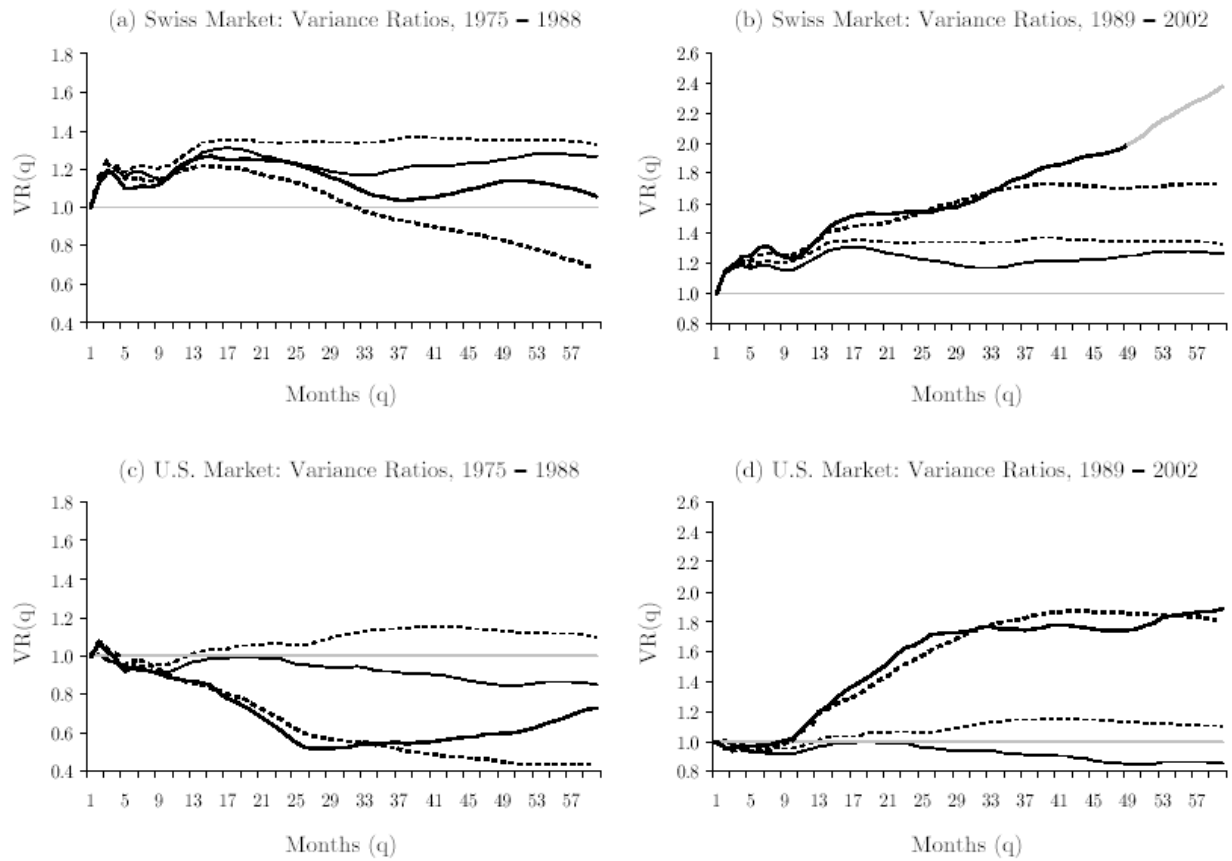 (a) Swiss Market: Variance Ratios, 1975 – 1988
1.8
1.6
1.4
1.2
1.0
0.8
0.6
0.4
VR(q)
1 5 9 13 17 21 25 29 33 37 41 45 49 53 57
Months (q)
(b) Swiss Market: Variance Ratios, 1989 – 2002
2.6
2.4
2.2
2.0
1.8
1.6
1.4
1.2
1.0
0.8
VR(q)
1 5 9 13 17 21 25 29 33 37 41 45 49 53 57
Months (q)
(c) U.S. Market: Variance Ratios, 1975 – 1988
1.8
1.6
1.4
1.2
1.0
0.8
0.6
0.4
VR(q)
1 5 9 13 17 21 25 29 33 37 41 45 49 53 57
Months (q)
(d) U.S. Market: Variance Ratios, 1989 – 2002
2.6
2.4
2.2
2.0
1.8
1.6
1.4
1.2
1.0
0.8
VR(q)
1 5 9 13 17 21 25 29 33 37 41 45 49 53 57
Months (q)